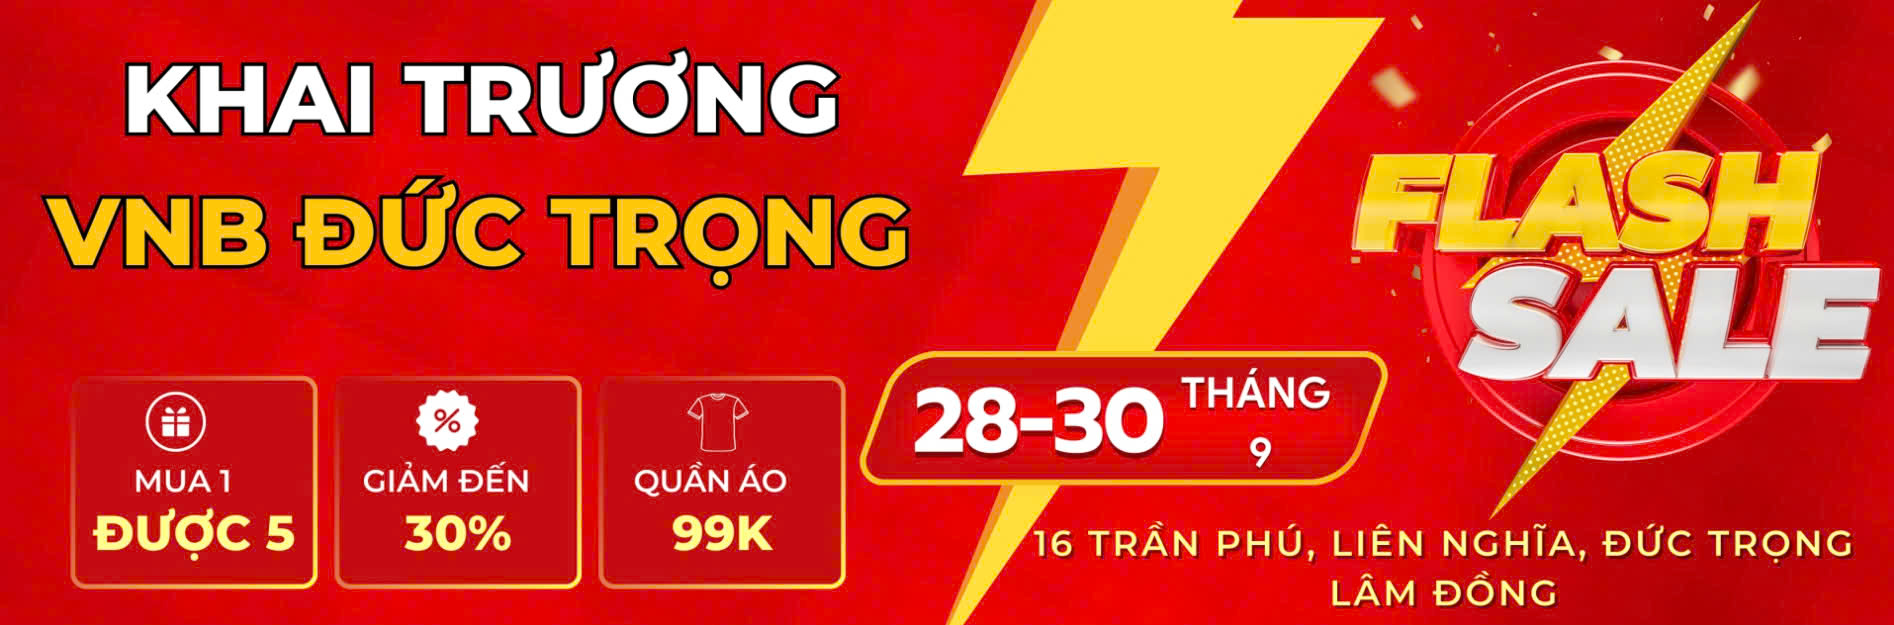 KHAI TRƯƠNG
VNB ĐỨC TRỌNG
MUA 1
ĐƯỢC 5
%
GIẢM ĐẾN
30%
QUẦN ÁO
99K
28-30 THÁNG
9
FLASH
SALE
16 TRẦN PHÚ, LIÊN NGHĨA, ĐỨC TRỌNG
LÂM ĐỒNG